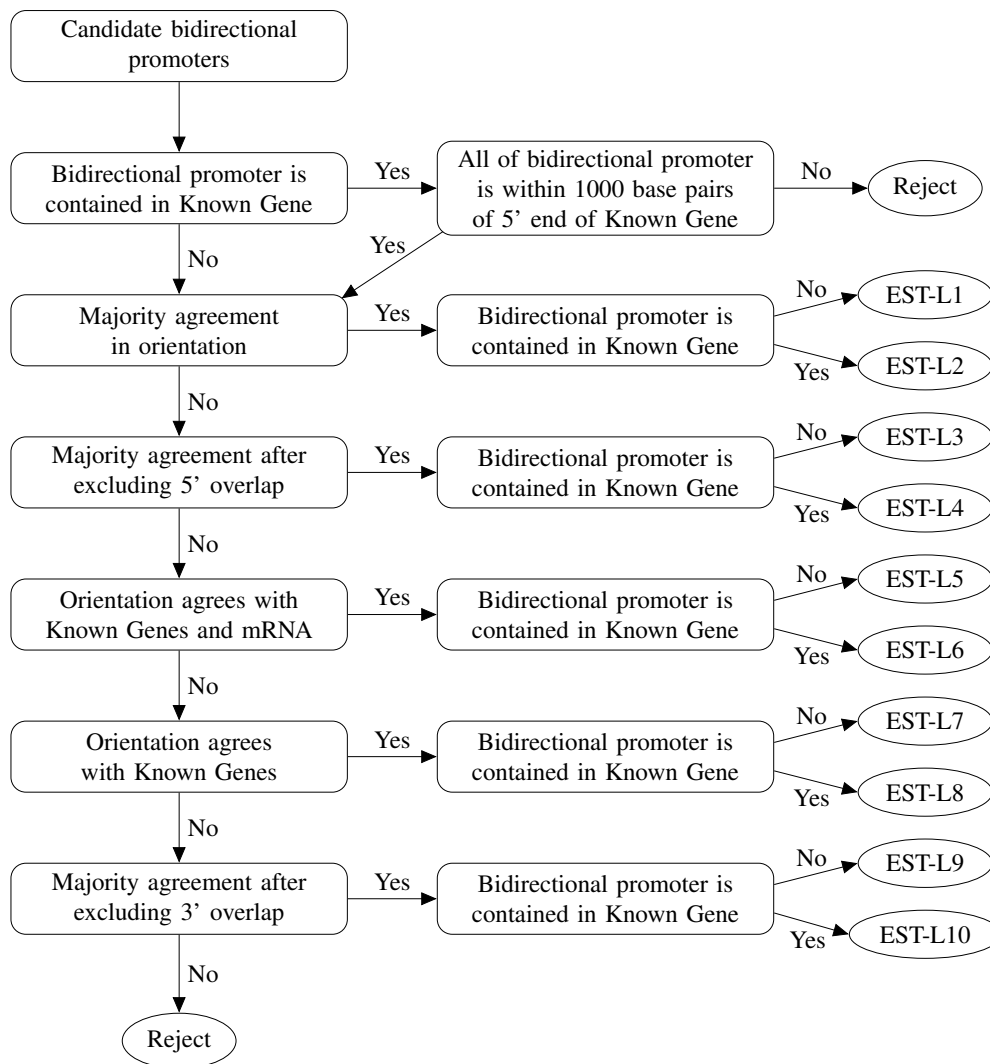 Candidate bidirectional
promoters
Bidirectional promoter is
contained in Known Gene
Yes
All of bidirectional promoter
is within 1000 base pairs
of 5’ end of Known Gene
No
Reject
Yes
No
Majority agreement
in orientation
Yes
Bidirectional promoter is
contained in Known Gene
No
EST-L1
Yes
EST-L2
No
Majority agreement after
excluding 5’ overlap
Yes
Bidirectional promoter is
contained in Known Gene
No
EST-L3
Yes
EST-L4
No
Orientation agrees with
Known Genes and mRNA
Yes
Bidirectional promoter is
contained in Known Gene
No
EST-L5
Yes
EST-L6
No
Orientation agrees
with Known Genes
Yes
Bidirectional promoter is
contained in Known Gene
No
EST-L7
Yes
EST-L8
No
Majority agreement after
excluding 3’ overlap
Yes
Bidirectional promoter is
contained in Known Gene
No
EST-L9
Yes
EST-L10
No
Reject